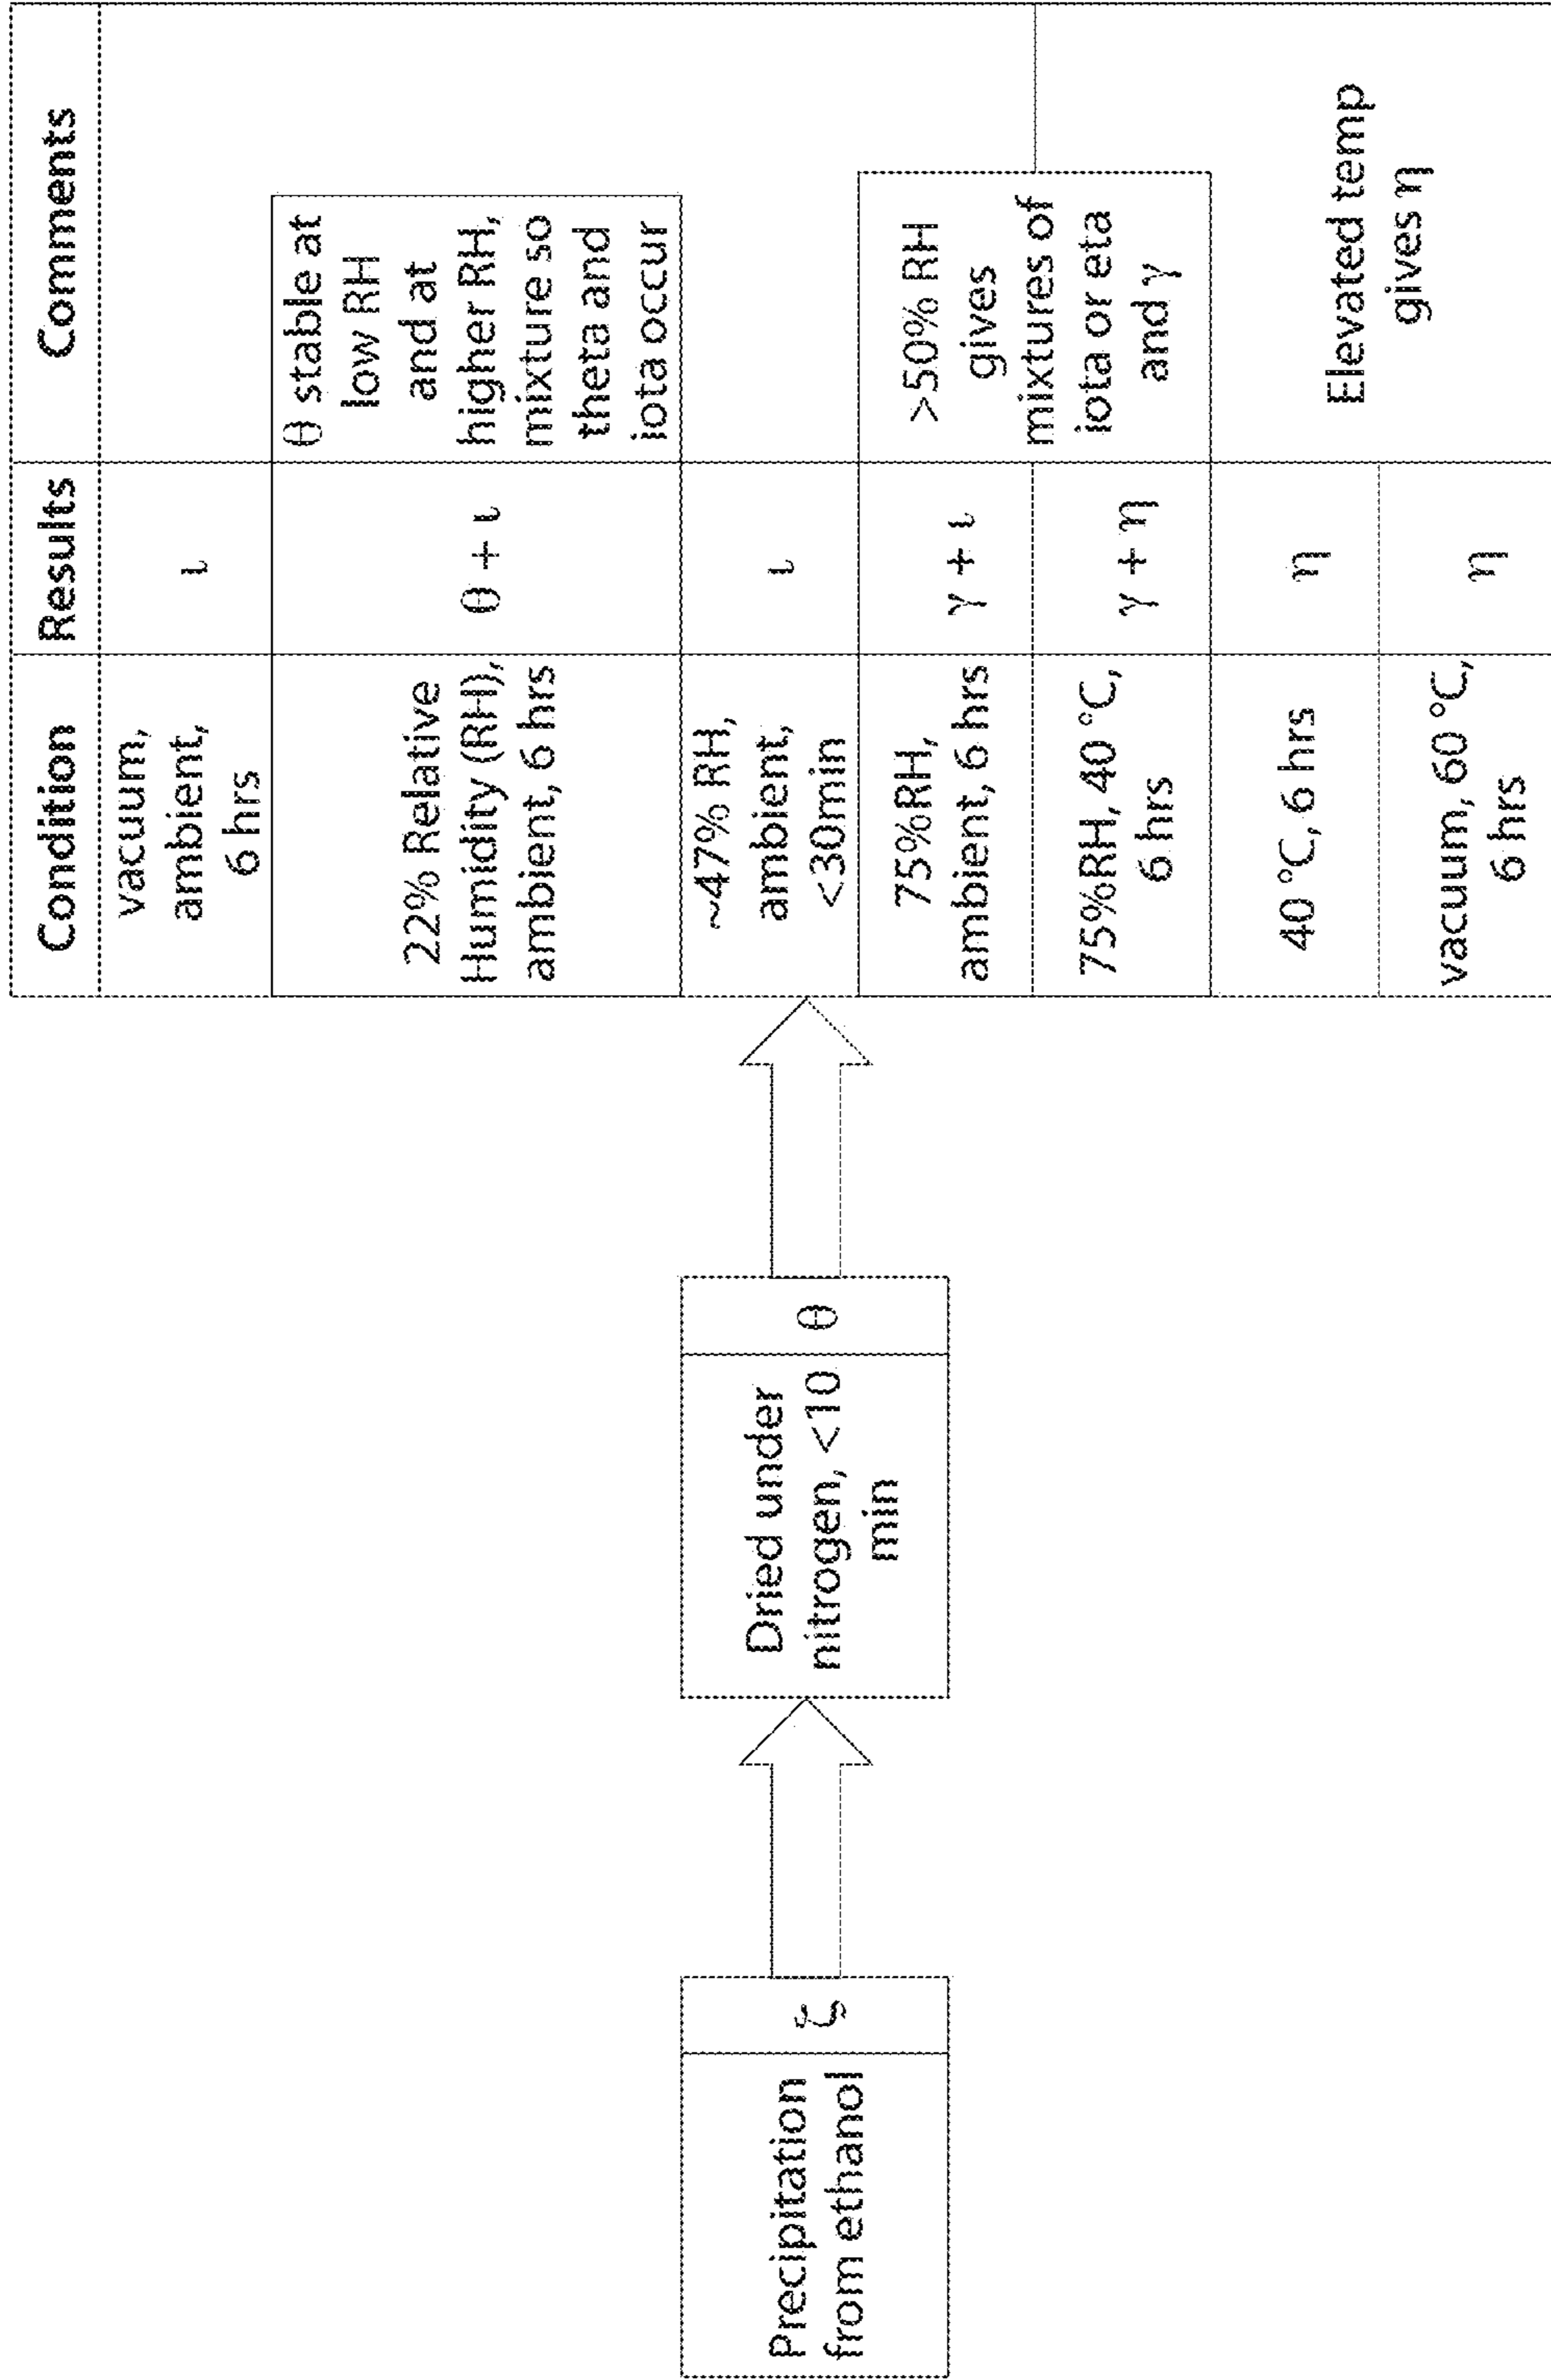 Precipitation
from ethanol
ζ
Dried under
nitrogen, <10
min
θ
Condition
Results
Comments
vacuum,
ambient,
6 hrs
ι
22% Relative
Humidity (RH),
ambient, 6 hrs
θ + ι
θ stable at
low RH
and at
higher RH,
mixture so
theta and
iota occur
~47% RH,
ambient,
<30min
ι
75%RH,
ambient, 6 hrs
γ + ι
>50% RH
gives
mixtures of
iota or eta
and γ
75%RH, 40 °C,
6 hrs
γ + η
40 °C, 6 hrs
η
Elevated temp
gives η
vacuum, 60 °C,
6 hrs
η